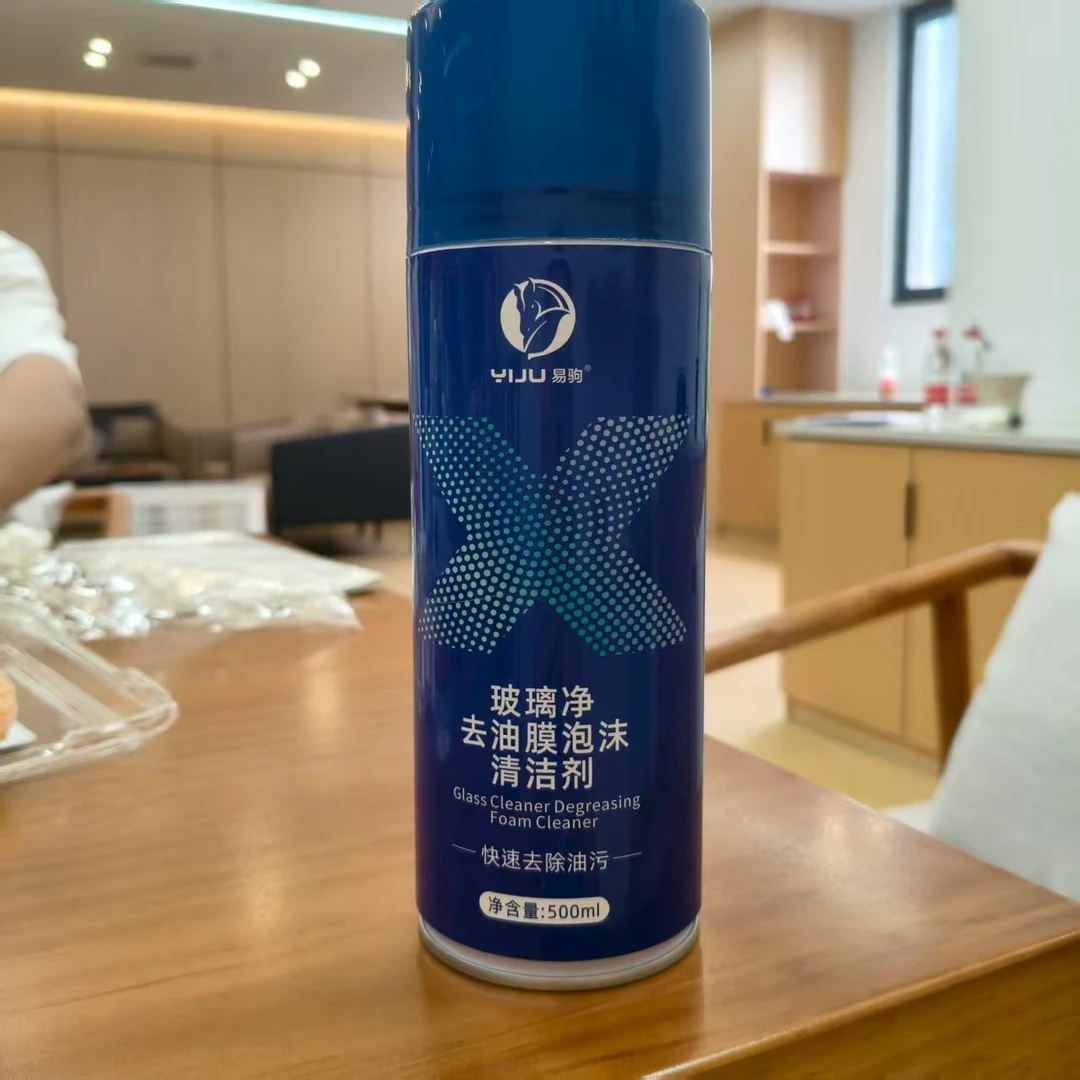 YIJU 易驹®
玻璃净
去油膜泡沫
清洁剂
Glass Cleaner Degreasing
Foam Cleaner
快速去除油污
净含量:500ml